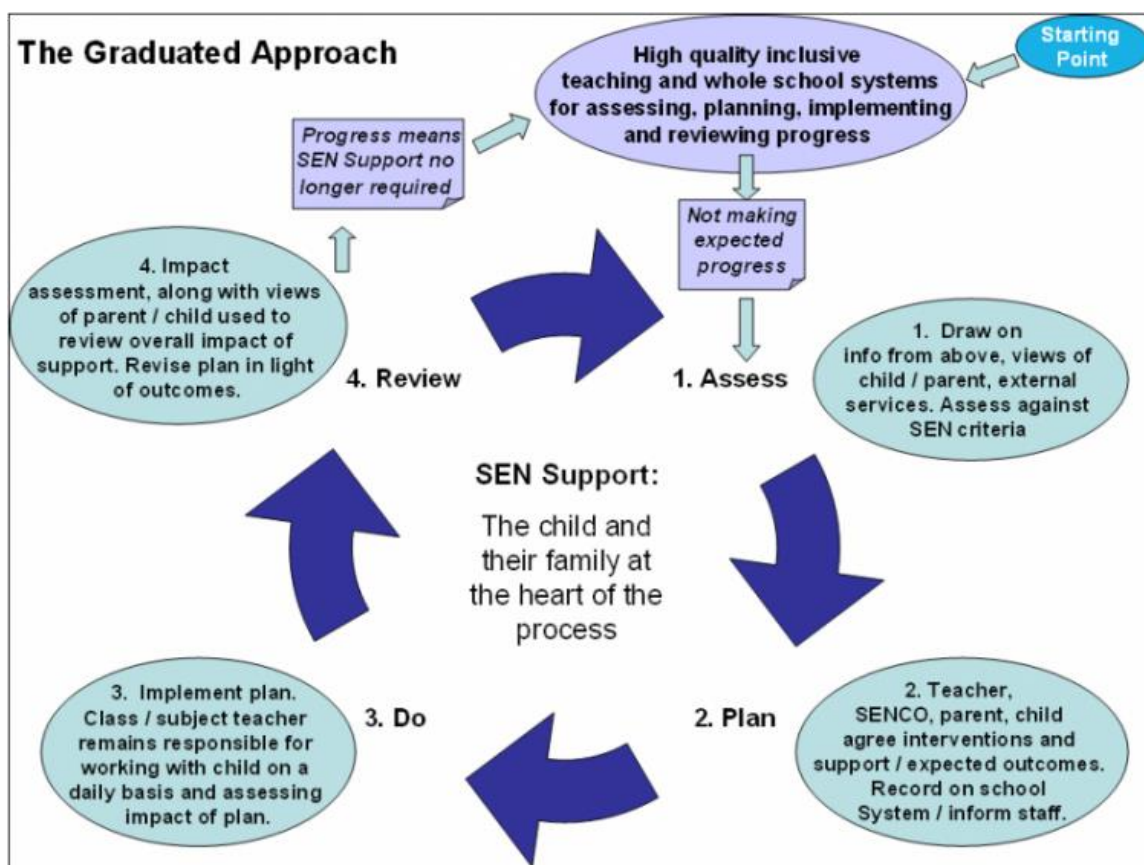 The Graduated Approach
Starting
Point
High quality inclusive
teaching and whole school systems
for assessing, planning, implementing
and reviewing progress
Progress means
SEN Support no
longer required
Not making
expected
progress
4. Impact
assessment, along with views
of parent / child used to
review overall impact of
support. Revise plan in light
of outcomes.
4. Review
1. Assess
1. Draw on
info from above, views of
child / parent, external
services. Assess against
SEN criteria
SEN Support:
The child and
their family at
the heart of the
process
3. Implement plan.
Class / subject teacher
remains responsible for
working with child on a
daily basis and assessing
impact of plan.
3. Do
2. Plan
2. Teacher,
SENCO, parent, child
agree interventions and
support / expected outcomes.
Record on school
System / inform staff.